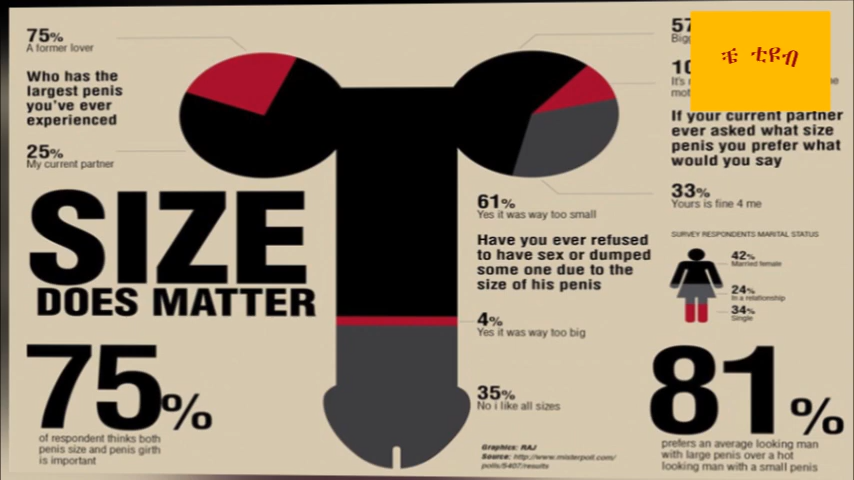 75%
A former lover
Who has the
largest penis
you've ever
experienced
25%
My current partner
SIZE
DOES MATTER
75%
of respondent thinks both
penis size and penis girth
is important
61%
Yes it was way too small
Have you ever refused
to have sex or dumped
some one due to the
size of his penis
4%
Yes it was way too big
35%
No i like all sizes
Graphics: RAJ
Source: http://www.misterpoll.com/
polls/5407/results
ቼ ቲዩብ
If your current partner
ever asked what size
penis you prefer what
would you say
33%
Yours is fine 4 me
SURVEY RESPONDENTS MARITAL STATUS
42%
Married female
24%
In a relationship
34%
Single
81%
prefers an average looking man
with large penis over a hot
looking man with a small penis